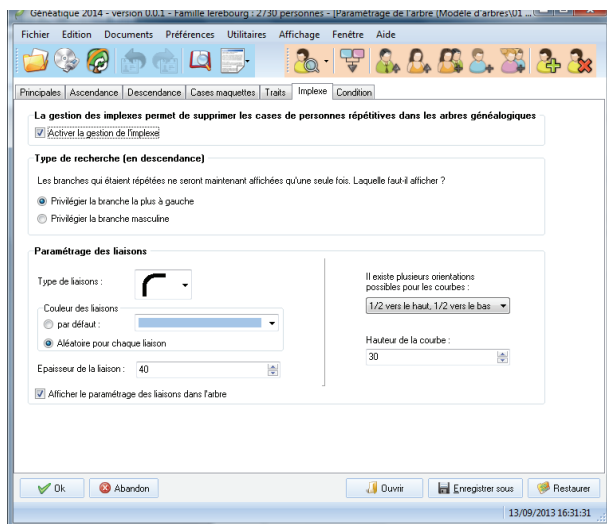 Généatique 2014 - version 0.0.1 - Famille Terebourg : 2730 personnes - [Paramétrage de l'arbre (Modèle d'arbres\01 ...
Fichier Edition Documents Préférences Utilitaires Affichage Fenêtre Aide
Principales Ascendance Descendance Cases maquettes Traits Implexe Condition
La gestion des implexes permet de supprimer les cases de personnes répétitives dans les arbres généalogiques
Activer la gestion de l'implexe
Type de recherche (en descendance)
Les branches qui étaient répétées ne seront maintenant affichées qu'une seule fois. Laquelle faut-il afficher ?
Privilégier la branche la plus à gauche
Privilégier la branche masculine
Paramétrage des liaisons
Type de liaisons :
Il existe plusieurs orientations
possibles pour les courbes :
1/2 vers le haut, 1/2 vers le bas
Couleur des liaisons
par défaut :
Aléatoire pour chaque liaison
Hauteur de la courbe :
30
Epaisseur de la liaison : 40
Afficher le paramétrage des liaisons dans l'arbre
Ok Abandon Ouvrir Enregistrer sous Restaurer
13/09/2013 16:31:31